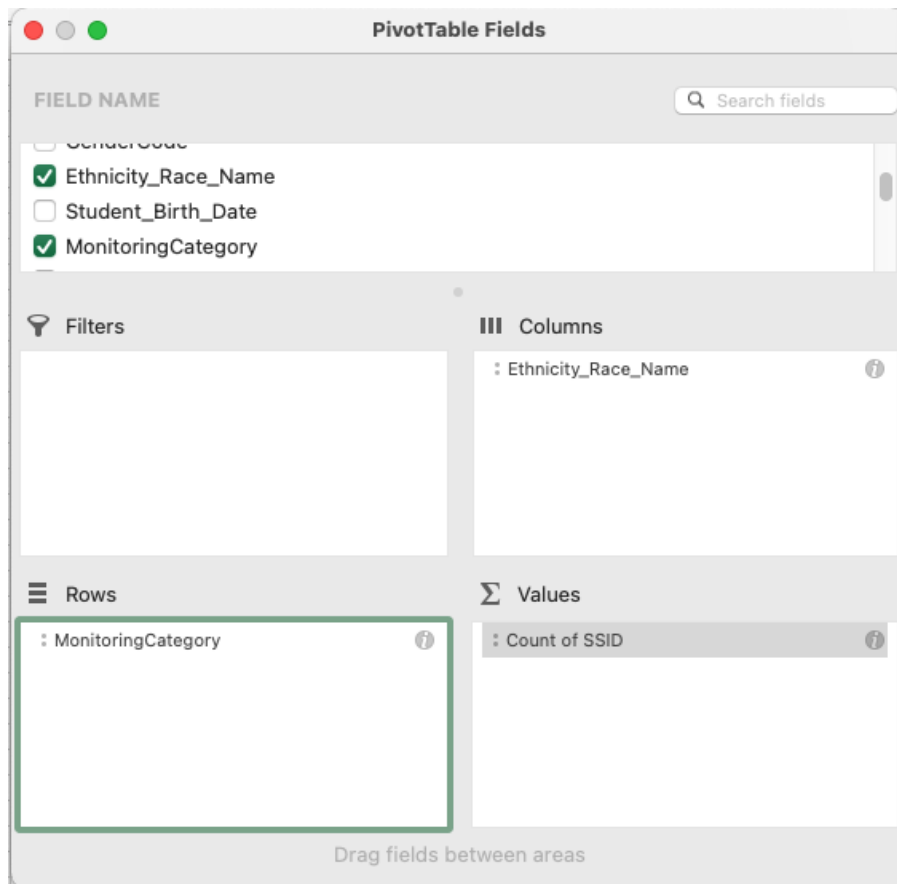 PivotTable Fields
FIELD NAME
Search fields
GenderCode
Ethnicity_Race_Name
Student_Birth_Date
MonitoringCategory
Filters
Columns
Ethnicity_Race_Name
Rows
Values
MonitoringCategory
Count of SSID
Drag fields between areas